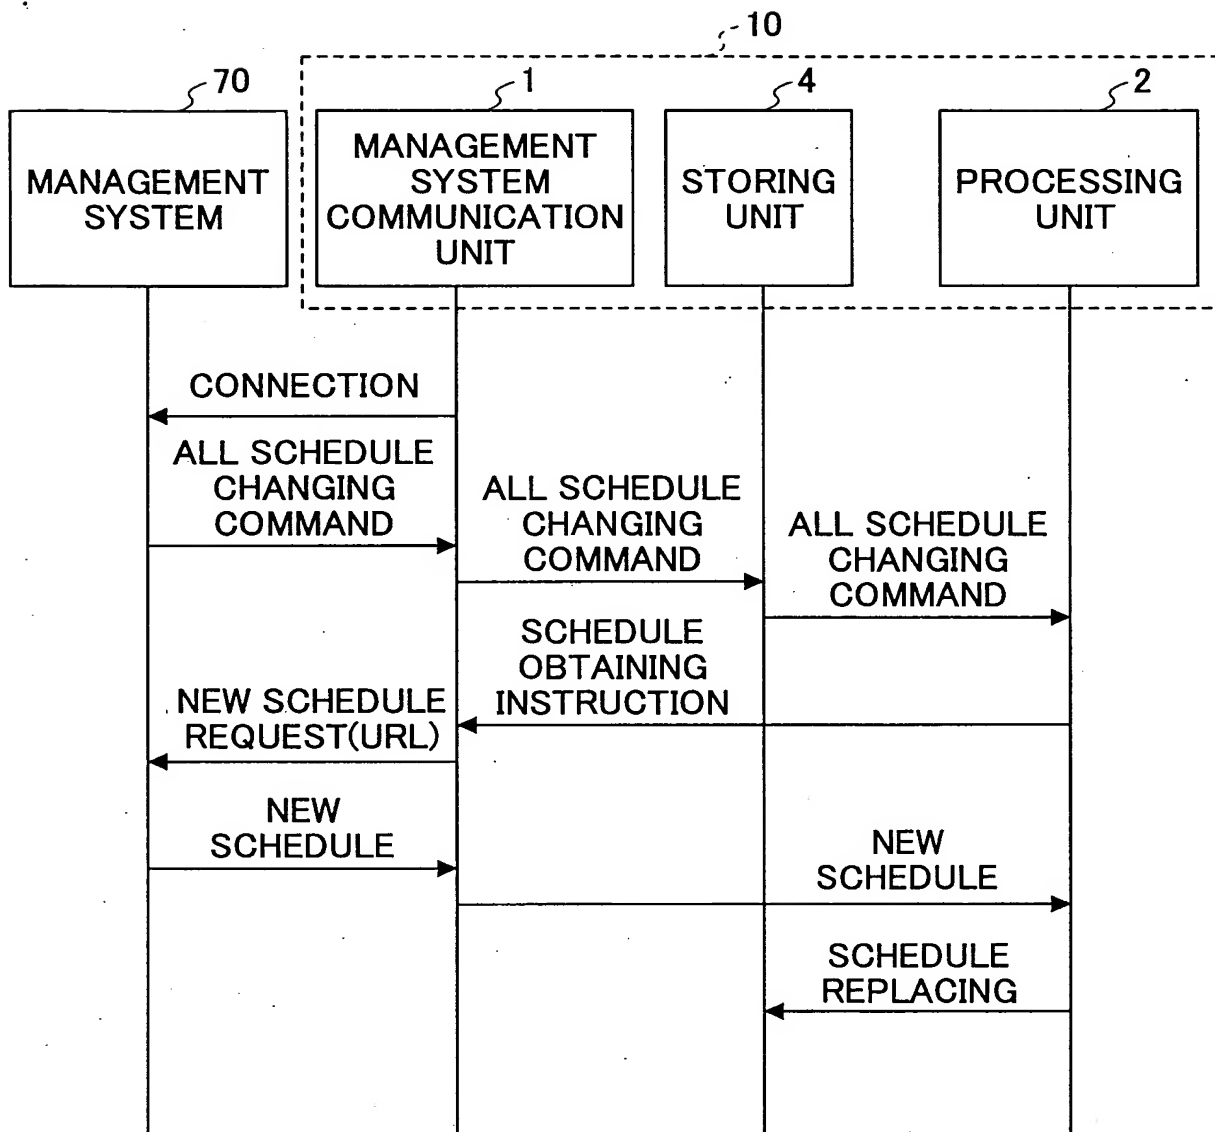 10
70
1
4
2
MANAGEMENT
SYSTEM
MANAGEMENT
SYSTEM
COMMUNICATION
UNIT
STORING
UNIT
PROCESSING
UNIT
CONNECTION
ALL SCHEDULE
CHANGING
COMMAND
ALL SCHEDULE
CHANGING
COMMAND
ALL SCHEDULE
CHANGING
COMMAND
SCHEDULE
OBTAINING
INSTRUCTION
NEW SCHEDULE
REQUEST(URL)
NEW
SCHEDULE
NEW
SCHEDULE
SCHEDULE
REPLACING